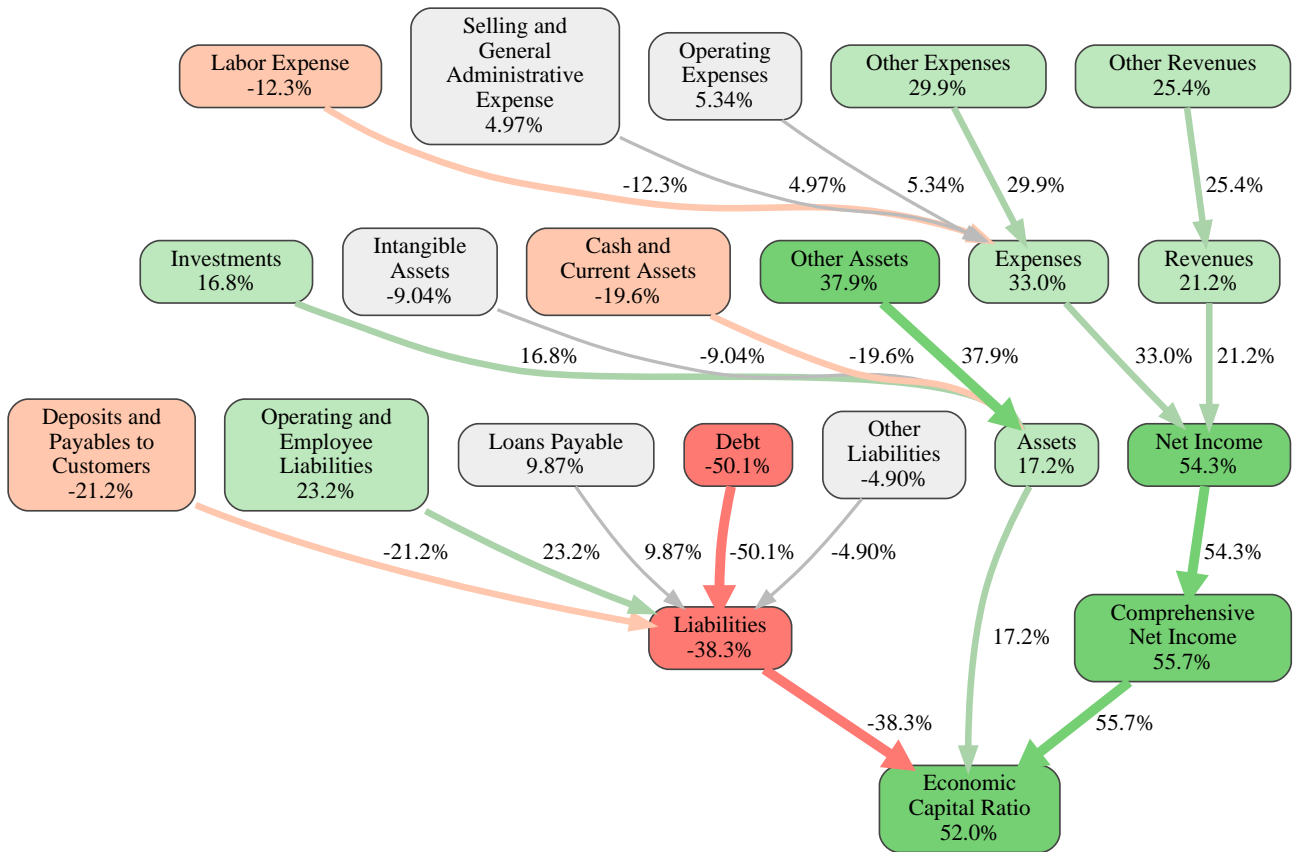 Labor Expense
-12.3%
Selling and
General
Administrative
Expense
4.97%
Operating
Expenses
5.34%
Other Expenses
29.9%
Other Revenues
25.4%
-12.3%
4.97%
5.34%
29.9%
25.4%
Investments
16.8%
Intangible
Assets
-9.04%
Cash and
Current Assets
-19.6%
Other Assets
37.9%
Expenses
33.0%
Revenues
21.2%
16.8%
-9.04%
-19.6%
37.9%
33.0%
21.2%
Deposits and
Payables to
Customers
-21.2%
Operating and
Employee
Liabilities
23.2%
Loans Payable
9.87%
Debt
-50.1%
Other
Liabilities
-4.90%
Assets
17.2%
Net Income
54.3%
-21.2%
23.2%
9.87%
-50.1%
-4.90%
54.3%
Liabilities
-38.3%
17.2%
Comprehensive
Net Income
55.7%
-38.3%
55.7%
Economic
Capital Ratio
52.0%